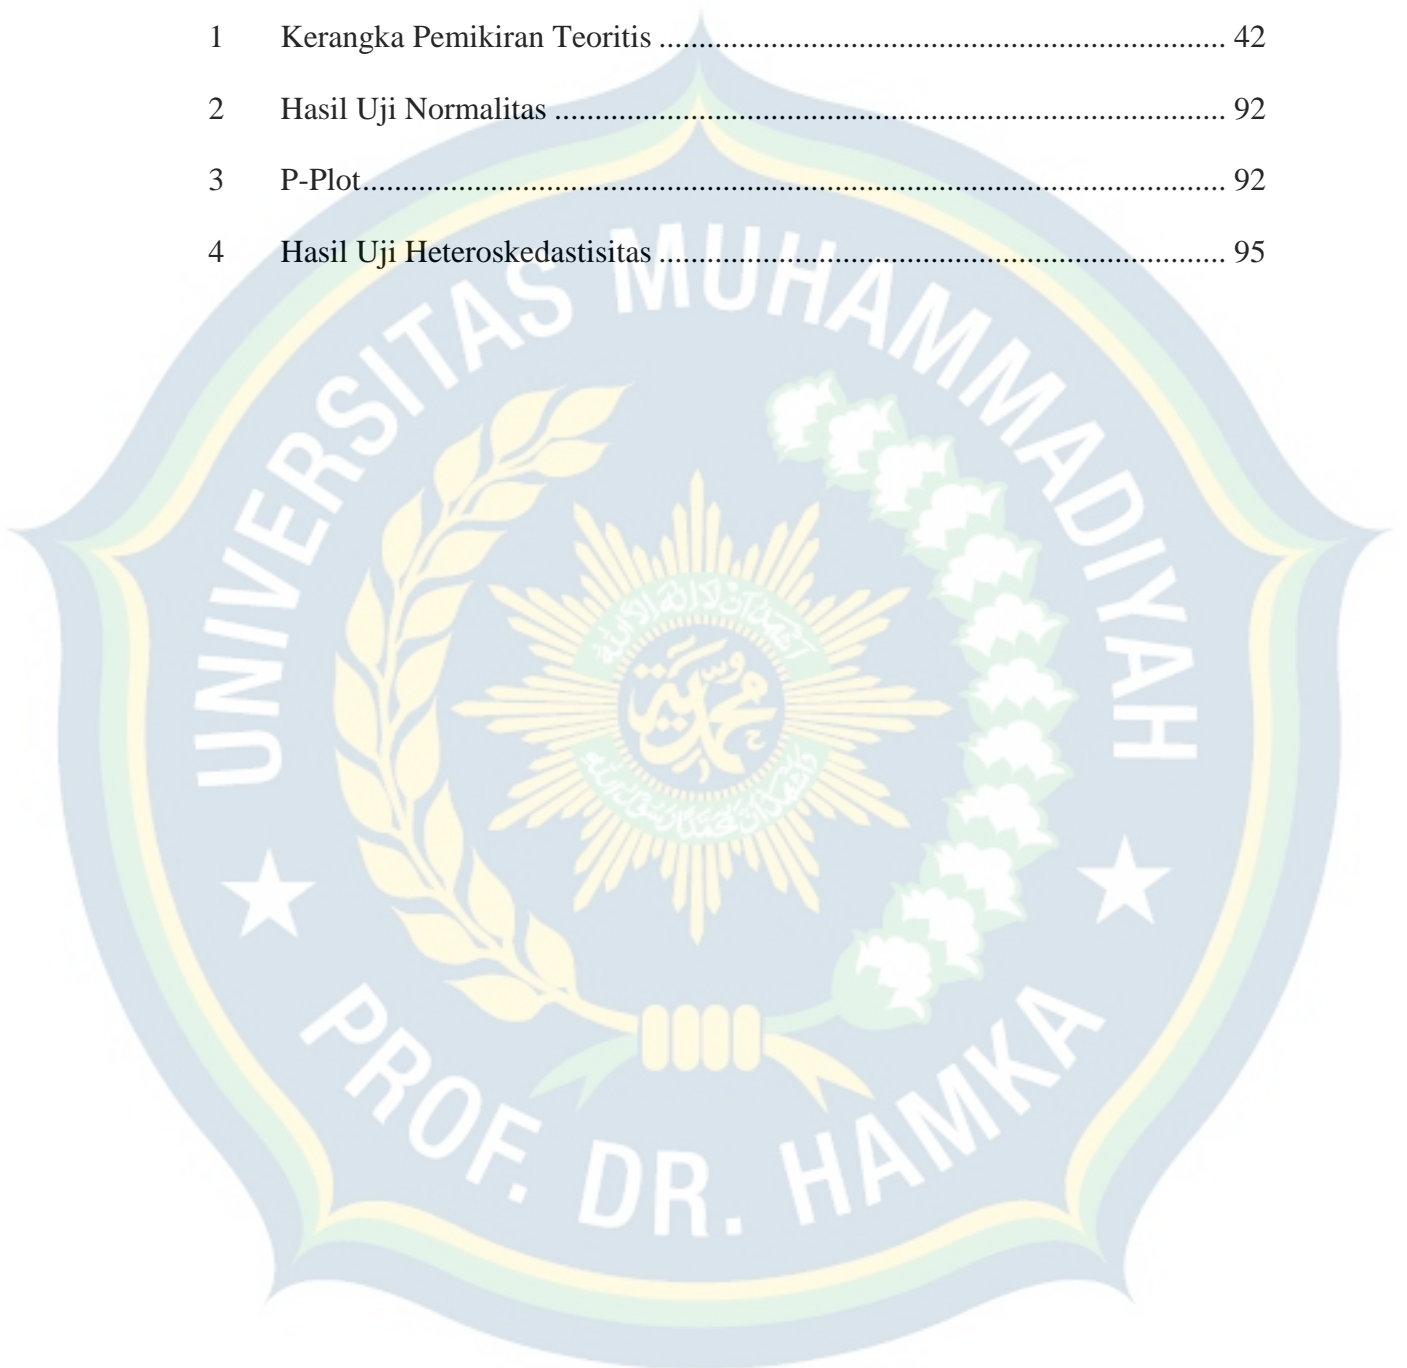 1 Kerangka Pemikiran Teoritis ........................................................................ 42
2 Hasil Uji Normalitas ..................................................................................... 92
3 P-Plot............................................................................................................. 92
4 Hasil Uji Heteroskedastisitas ........................................................................ 95
UNIVERSITAS MUHAMMADIYAH
PROF. DR. HAMKA